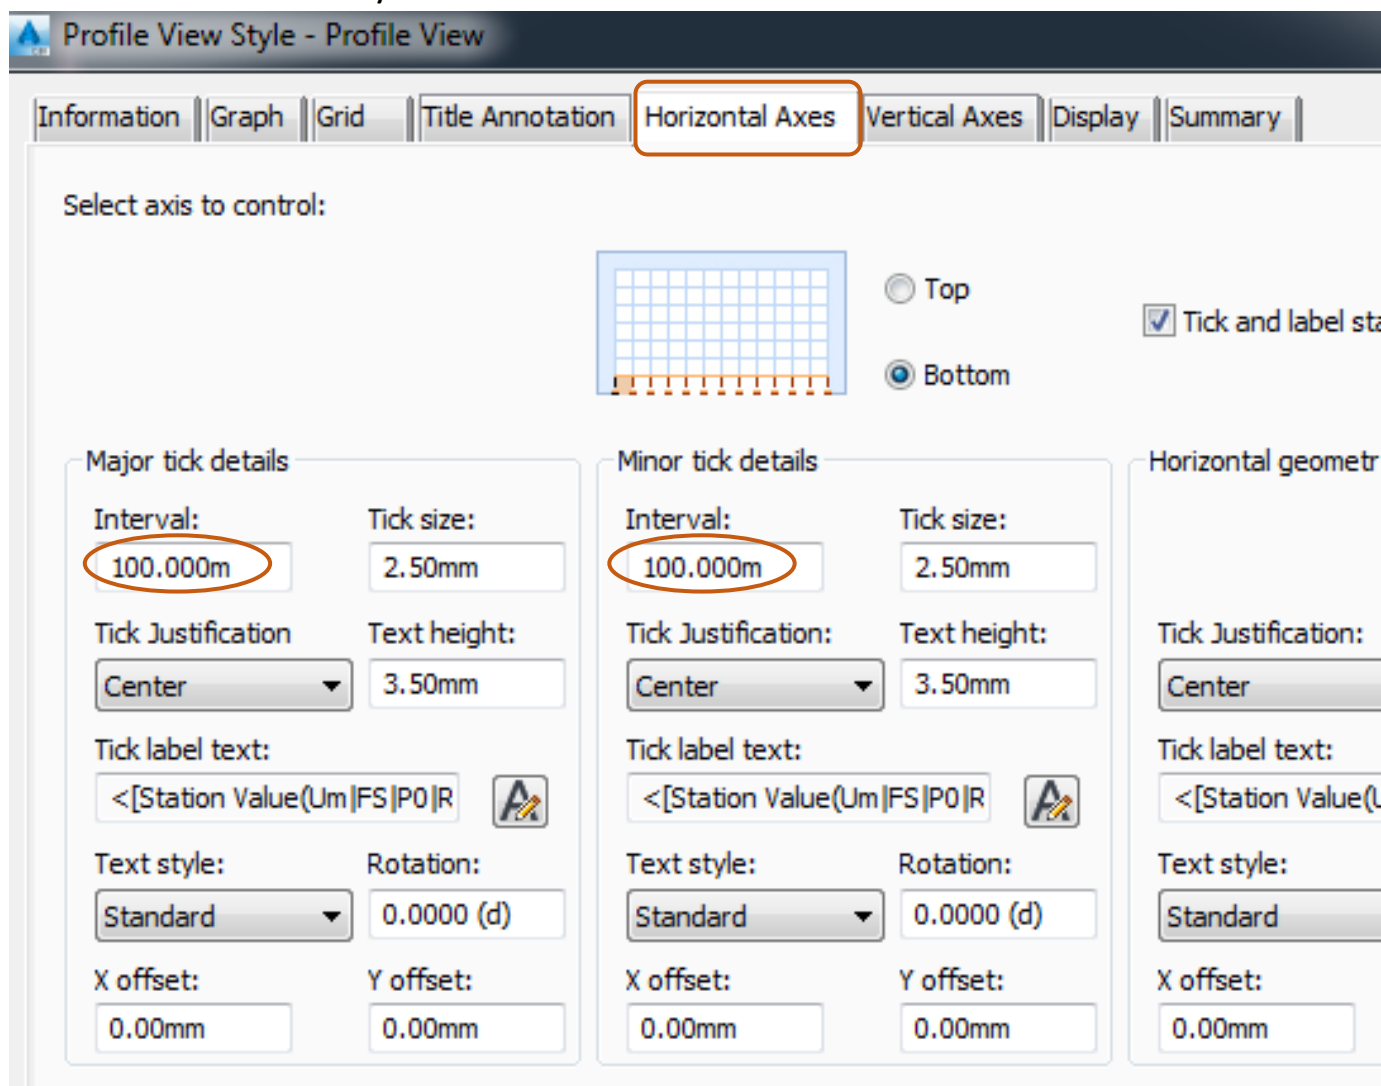 Profile View Style - Profile View
Information Graph Grid Title Annotation Horizontal Axes Vertical Axes Display Summary
Select axis to control:
Top
Tick and label sta
Bottom
Major tick details Minor tick details Horizontal geometr
Interval: Tick size: Interval: Tick size:
100.000m 2.50mm 100.000m 2.50mm
Tick Justification Text height: Tick Justification: Text height: Tick Justification:
Center 3.50mm Center 3.50mm Center
Tick label text: Tick label text: Tick label text:
<[Station Value(Um|FS|P0|R <[Station Value(Um|FS|P0|R <[Station Value(U
Text style: Rotation: Text style: Rotation: Text style:
Standard 0.0000 (d) Standard 0.0000 (d) Standard
X offset: Y offset: X offset: Y offset: X offset:
0.00mm 0.00mm 0.00mm 0.00mm 0.00mm